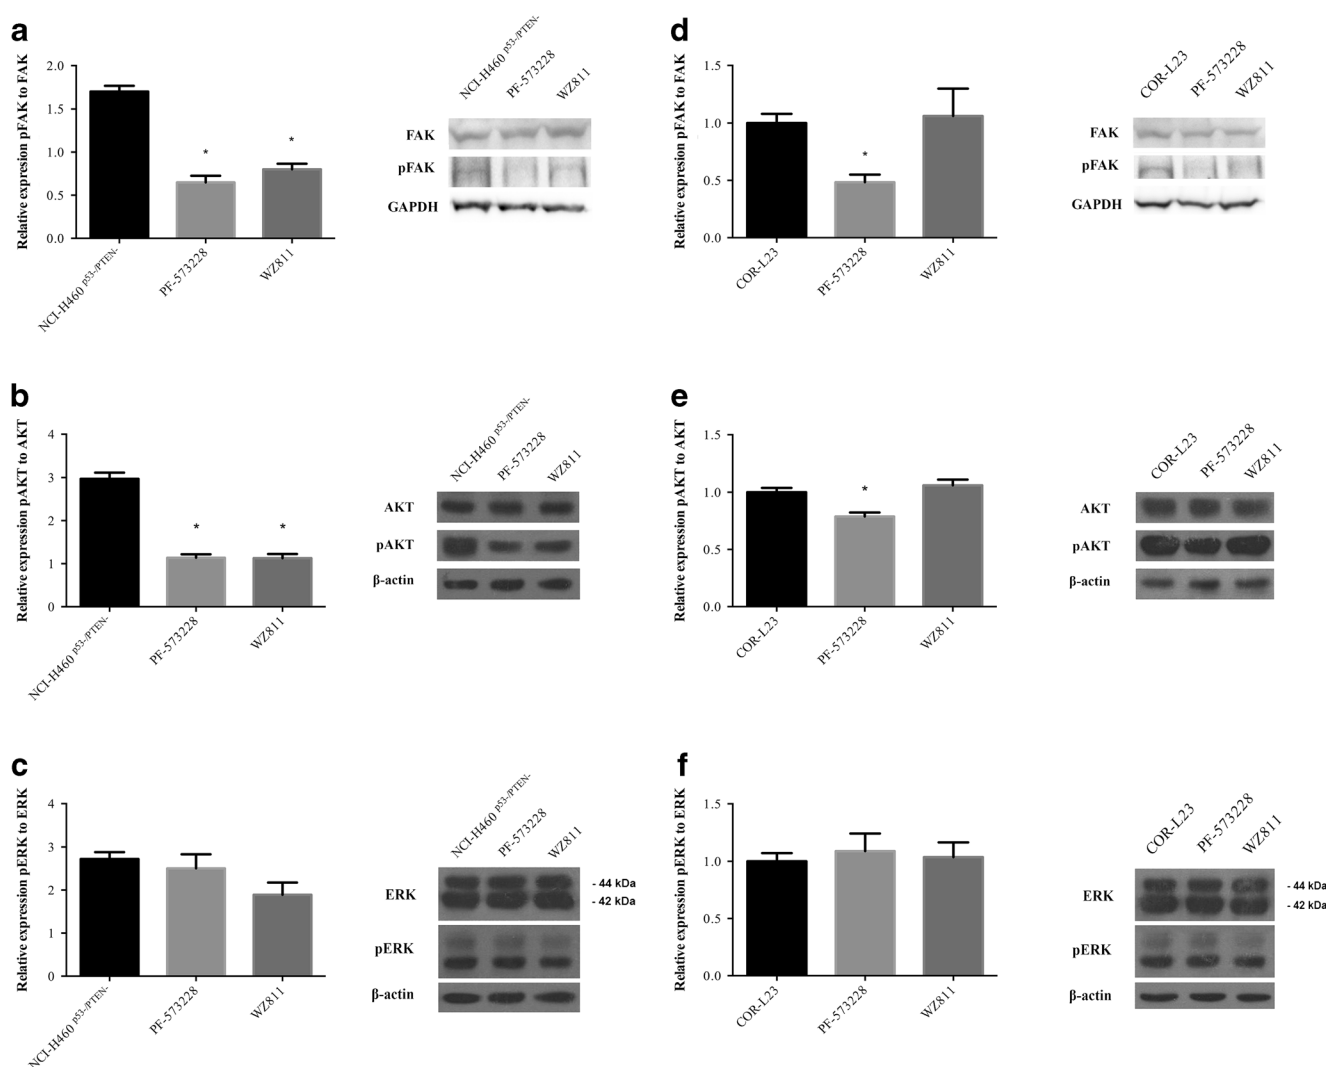 a
Relative expresion pFAK to FAK
2.0
1.5
1.0
0.5
0.0
*
*
NCI-H460 p53-/PTEN-
PF-573228
WZ811
NCI-H460 p53-/PTEN-
PF-573228
WZ811
FAK
pFAK
GAPDH
d
Relative expresion pFAK to FAK
1.5
1.0
0.5
0.0
*
COR-L23
PF-573228
WZ811
COR-L23
PF-573228
WZ811
FAK
pFAK
GAPDH
b
Relative expression pAKT to AKT
4
3
2
1
0
*
*
NCI-H460 p53-/PTEN-
PF-573228
WZ811
NCI-H460 p53-/PTEN-
PF-573228
WZ811
AKT
pAKT
β-actin
e
Relative expression pAKT to AKT
1.5
1.0
0.5
0.0
*
COR-L23
PF-573228
WZ811
COR-L23
PF-573228
WZ811
AKT
pAKT
β-actin
c
Relative expression pERK to ERK
4
3
2
1
0
NCI-H460 p53-/PTEN-
PF-573228
WZ811
NCI-H460 p53-/PTEN-
PF-573228
WZ811
ERK
- 44 kDa
- 42 kDa
pERK
β-actin
f
Relative expression pERK to ERK
1.5
1.0
0.5
0.0
COR-L23
PF-573228
WZ811
COR-L23
PF-573228
WZ811
ERK
- 44 kDa
- 42 kDa
pERK
β-actin